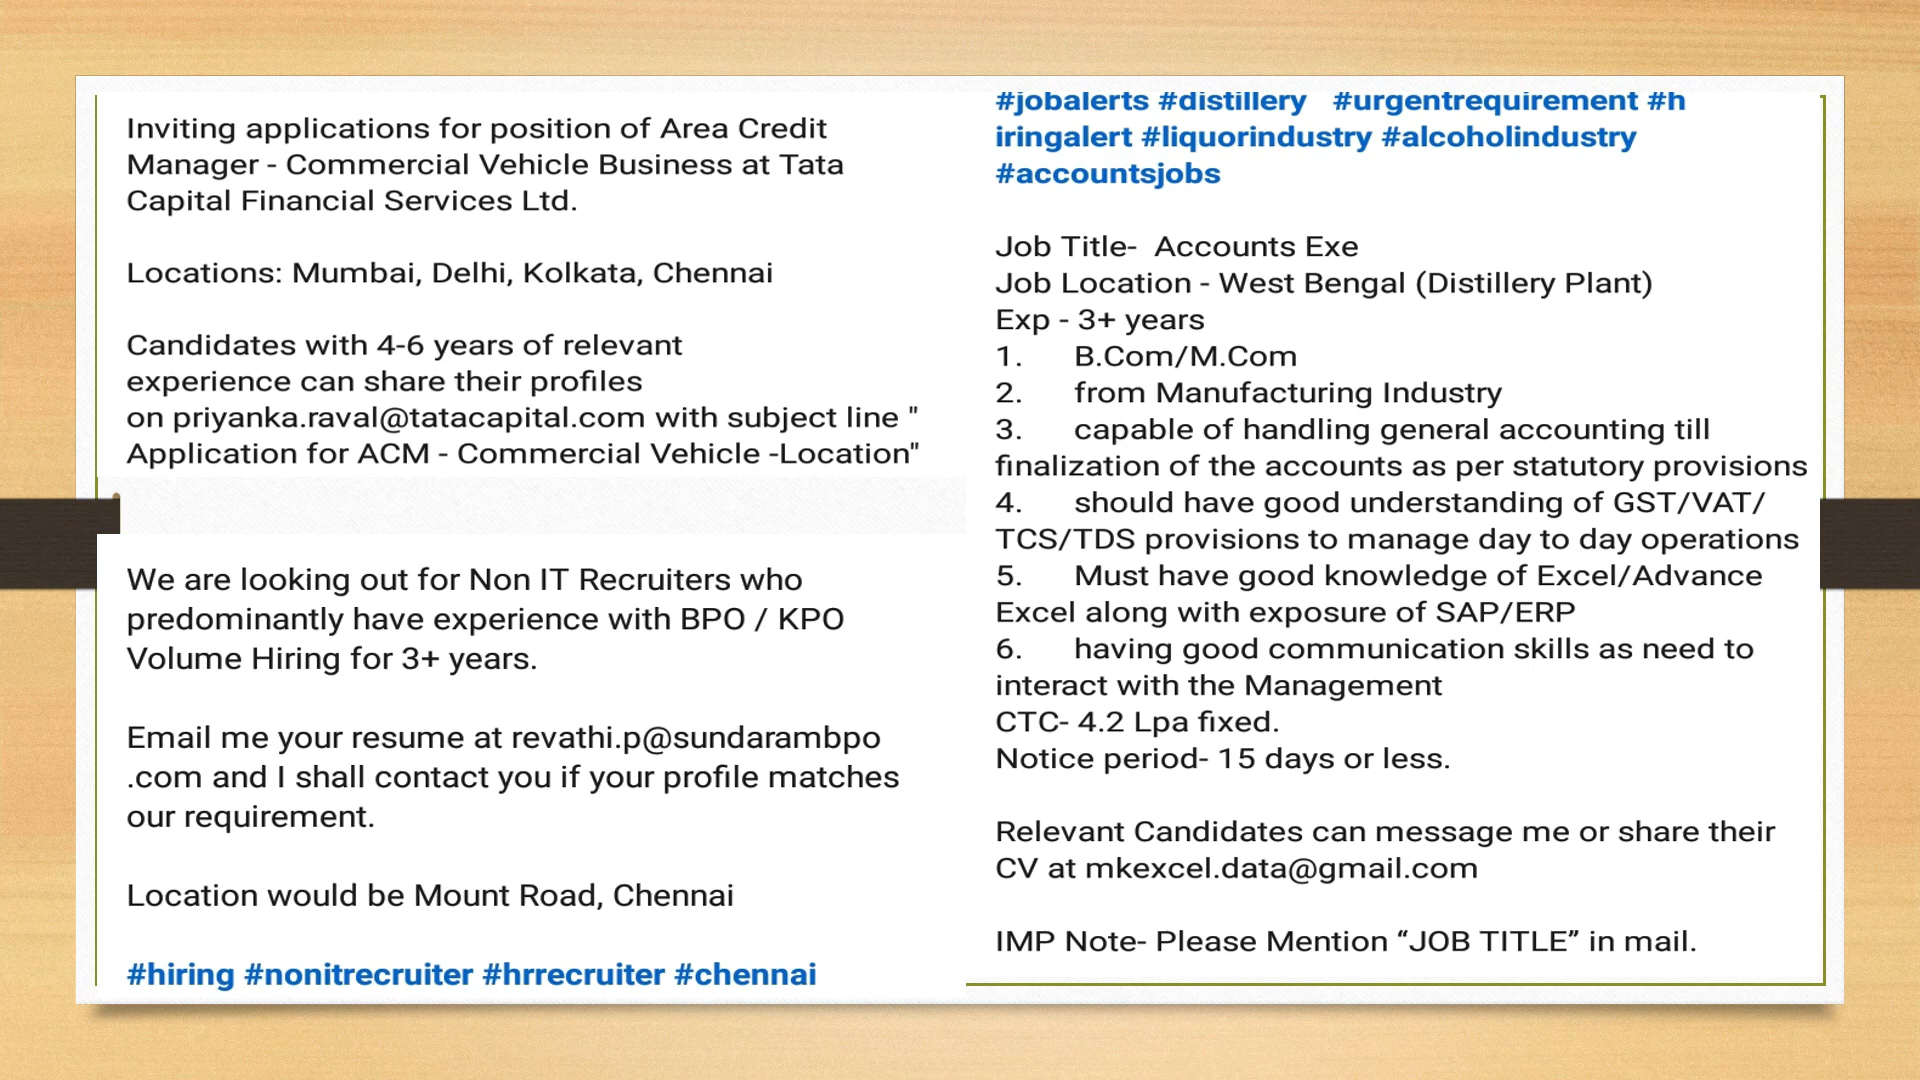 Inviting applications for position of Area Credit
Manager - Commercial Vehicle Business at Tata
Capital Financial Services Ltd.
Locations: Mumbai, Delhi, Kolkata, Chennai
Candidates with 4-6 years of relevant
experience can share their profiles
on priyanka.raval@tatacapital.com with subject line "
Application for ACM - Commercial Vehicle -Location"
We are looking out for Non IT Recruiters who
predominantly have experience with BPO / KPO
Volume Hiring for 3+ years.
Email me your resume at revathi.p@sundarambpo
.com and I shall contact you if your profile matches
our requirement.
Location would be Mount Road, Chennai
#hiring #nonitrecruiter #hrrecruiter #chennai
#jobalerts #distillery #urgentrequirement #h
iringalert #liquorindustry #alcoholindustry
#accountsjobs
Job Title- Accounts Exe
Job Location - West Bengal (Distillery Plant)
Exp - 3+ years
1. B.Com/M.Com
2. from Manufacturing Industry
3. capable of handling general accounting till
finalization of the accounts as per statutory provisions
4. should have good understanding of GST/VAT/
TCS/TDS provisions to manage day to day operations
5. Must have good knowledge of Excel/Advance
Excel along with exposure of SAP/ERP
6. having good communication skills as need to
interact with the Management
CTC- 4.2 Lpa fixed.
Notice period- 15 days or less.
Relevant Candidates can message me or share their
CV at mkexcel.data@gmail.com
IMP Note- Please Mention “JOB TITLE” in mail.